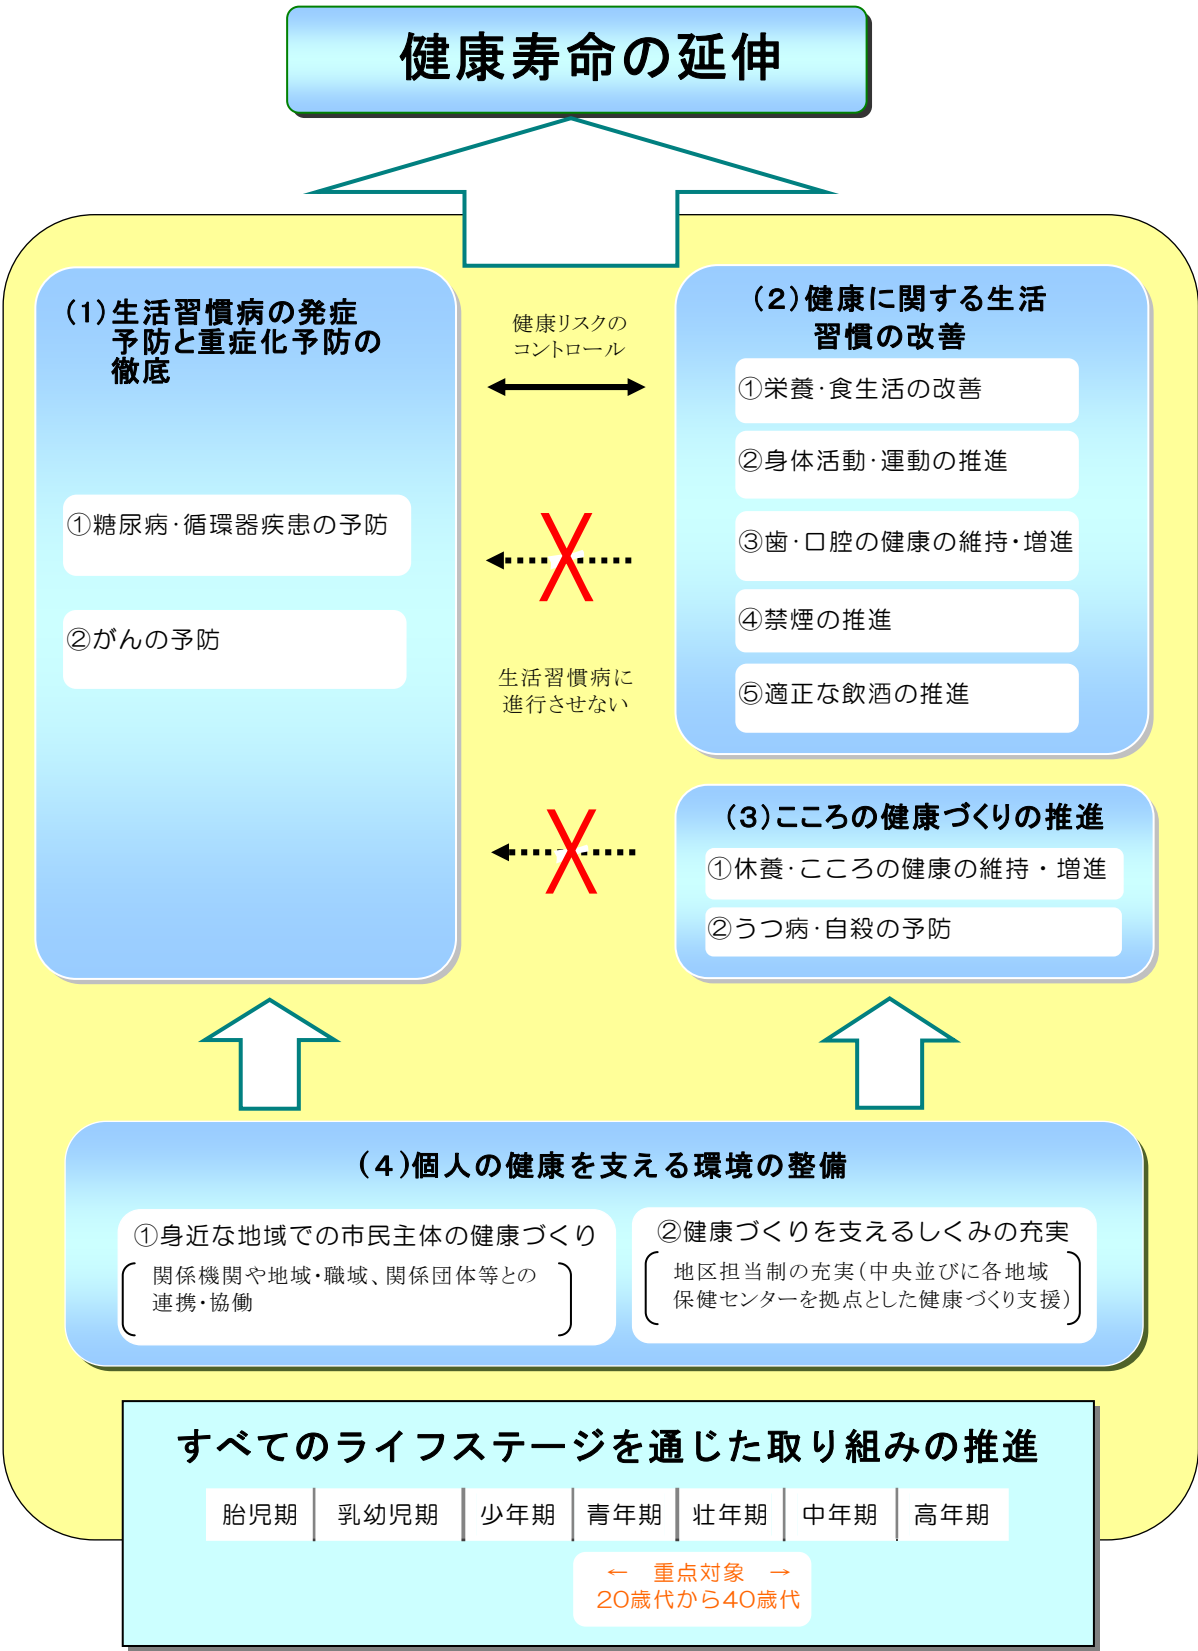 健康寿命の延伸
(1)生活習慣病の発症
予防と重症化予防の
徹底
①糖尿病･循環器疾患の予防
②がんの予防
健康リスクの
コントロール
生活習慣病に
進行させない
(2)健康に関する生活
習慣の改善
①栄養･食生活の改善
②身体活動･運動の推進
③歯･口腔の健康の維持･増進
④禁煙の推進
⑤適正な飲酒の推進
(3)こころの健康づくりの推進
①休養･こころの健康の維持・増進
②うつ病･自殺の予防
(4)個人の健康を支える環境の整備
①身近な地域での市民主体の健康づくり
関係機関や地域･職域、関係団体等との
連携･協働
②健康づくりを支えるしくみの充実
地区担当制の充実(中央並びに各地域
保健センターを拠点とした健康づくり支援)
すべてのライフステージを通じた取り組みの推進
胎児期 乳幼児期 少年期 青年期 壮年期 中年期 高年期
← 重点対象 →
20歳代から40歳代